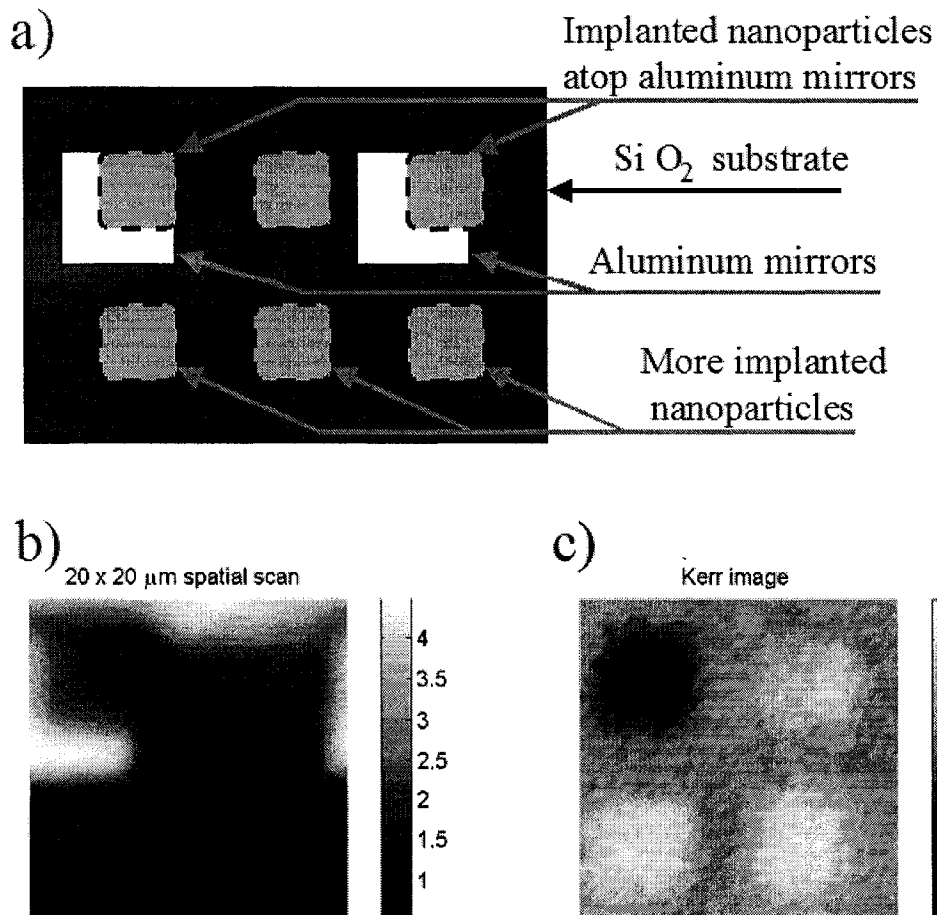 a)
Implanted nanoparticles
atop aluminum mirrors
Si O₂ substrate
Aluminum mirrors
More implanted
nanoparticles
b)
20 x 20 μm spatial scan
4
3.5
3
2.5
2
1.5
1
c)
Kerr image